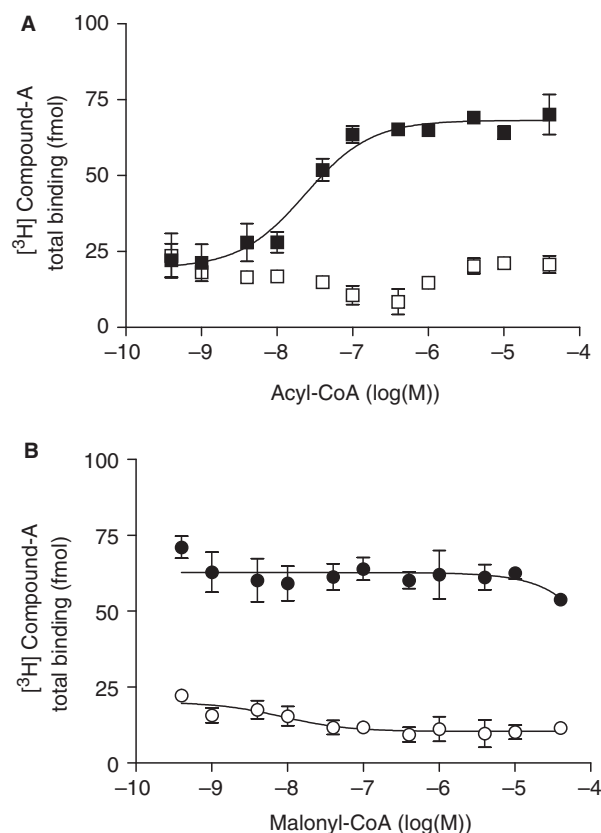 A
100
75
50
25
0
[³H] Compound-A
total binding (fmol)
–10 –9 –8 –7 –6 –5 –4
Acyl-CoA (log(M))
B
100
75
50
25
0
[³H] Compound-A
total binding (fmol)
–10 –9 –8 –7 –6 –5 –4
Malonyl-CoA (log(M))